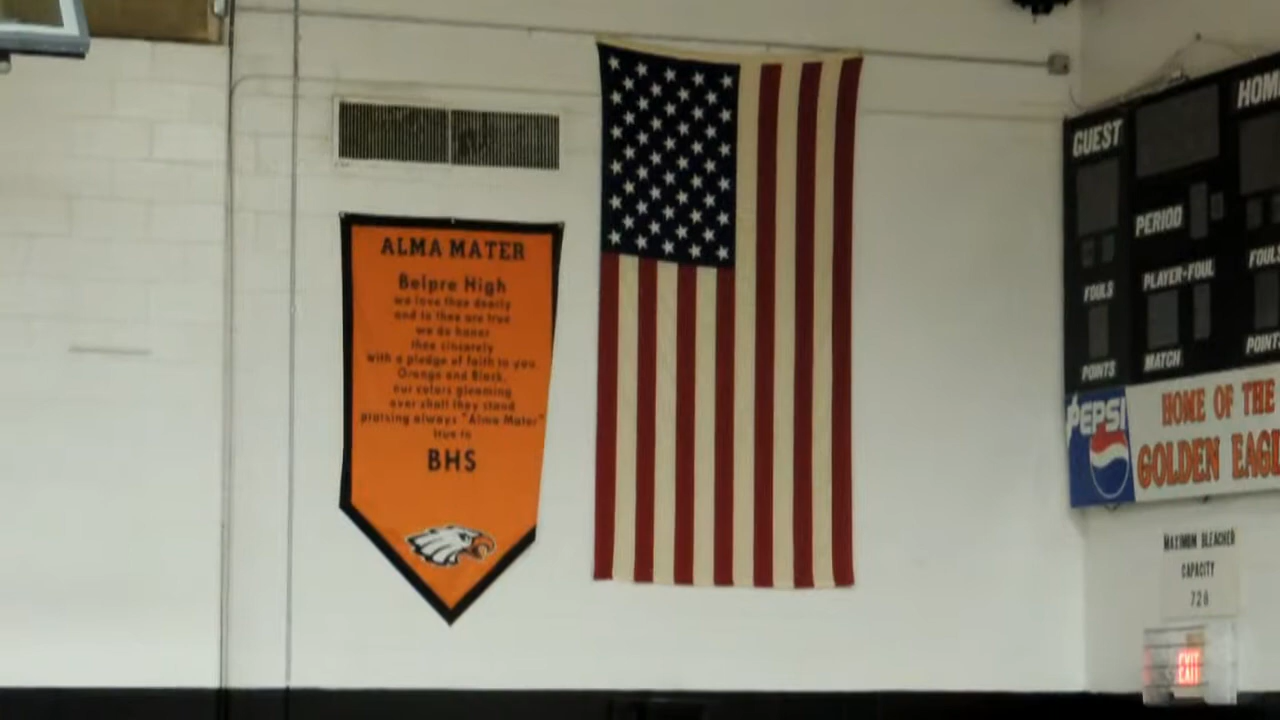 ALMA MATER
Belpre High
we love thee dearly
and to thee are true
we do honor
thee sincerely
with a pledge of faith to you.
Orange and Black,
our colors gleaming
ever shall they stand
praising always "Alma Mater"
true to
BHS
GUEST
HOM
PERIOD
PLAYER-FOUL
FOULS
FOULS
POINTS
MATCH
POINTS
PEPSI
HOME OF THE
GOLDEN EAGL
MAXIMUM BLEACHER
CAPACITY
728
EXIT